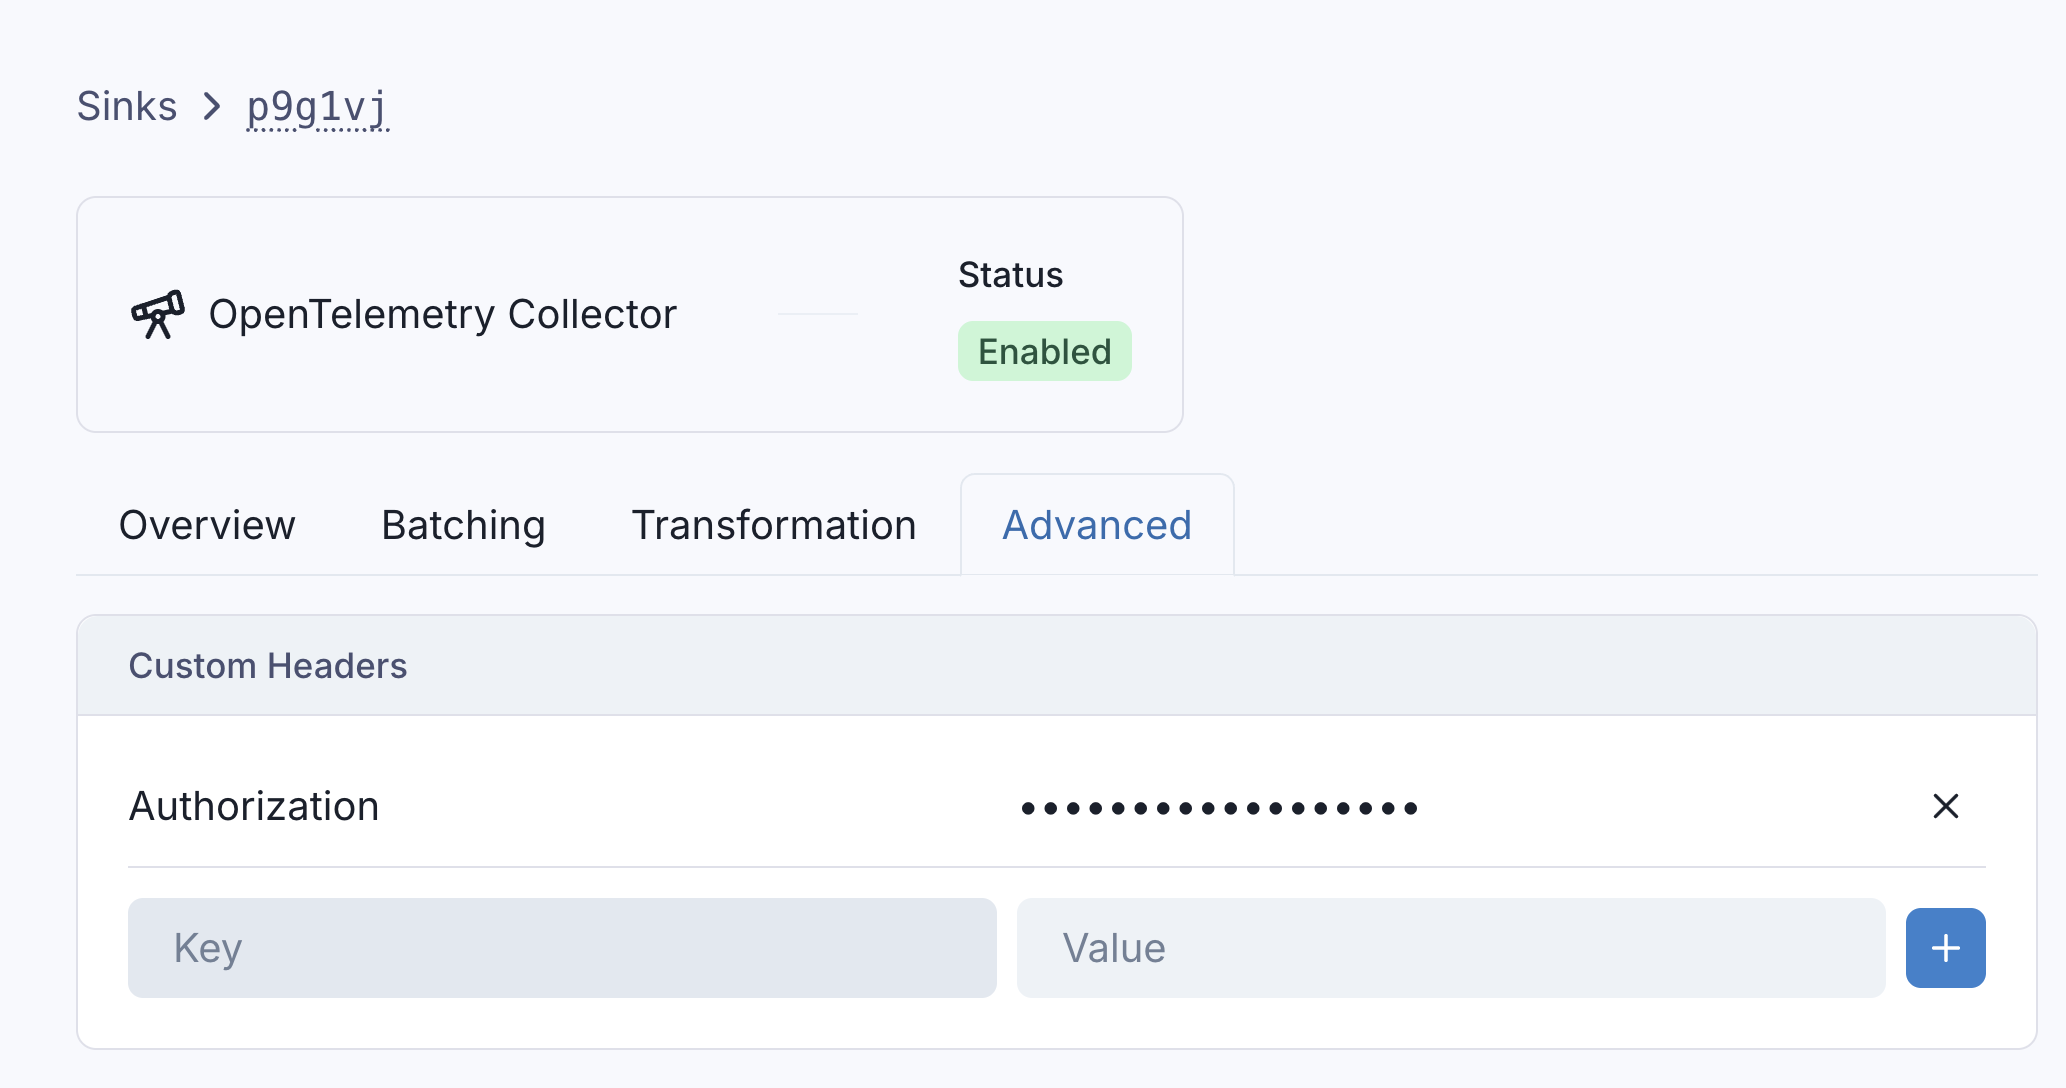 Sinks > p9g1vj
OpenTelemetry Collector
Status
Enabled
Overview Batching Transformation Advanced
Custom Headers
Authorization ••••••••••••••••••
Key Value